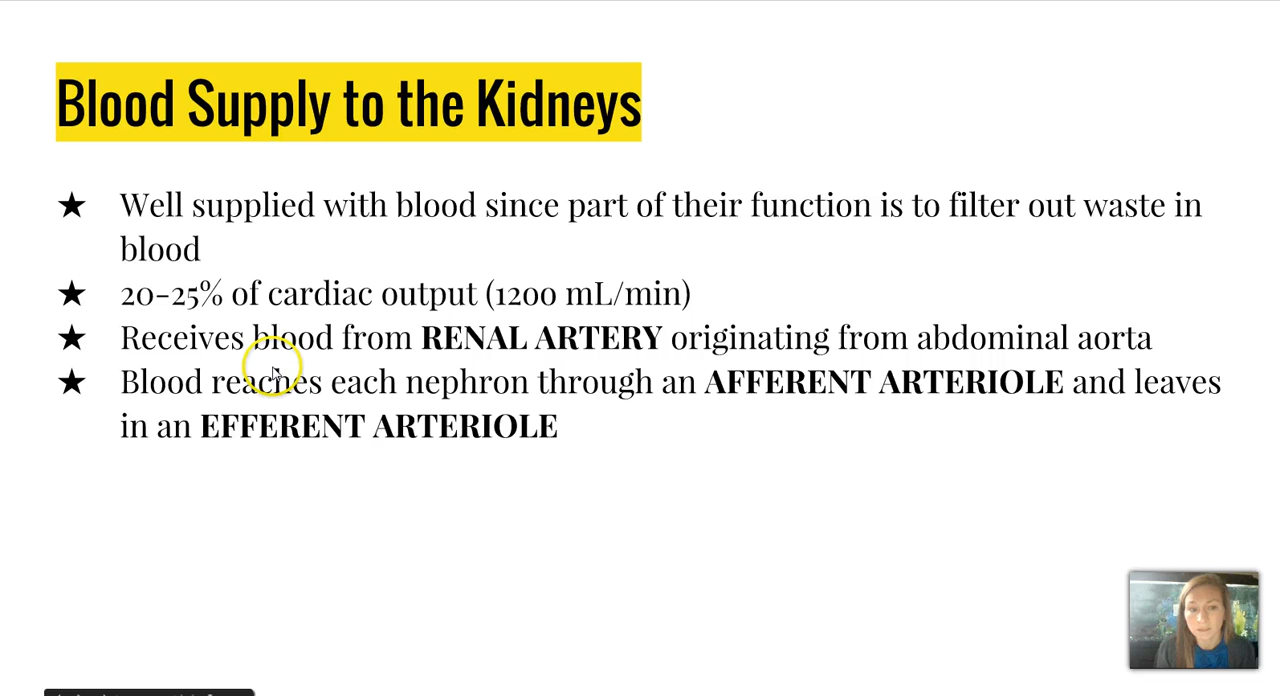 Blood Supply to the Kidneys
★ Well supplied with blood since part of their function is to filter out waste in
blood
★ 20-25% of cardiac output (1200 mL/min)
★ Receives blood from RENAL ARTERY originating from abdominal aorta
★ Blood reaches each nephron through an AFFERENT ARTERIOLE and leaves
in an EFFERENT ARTERIOLE